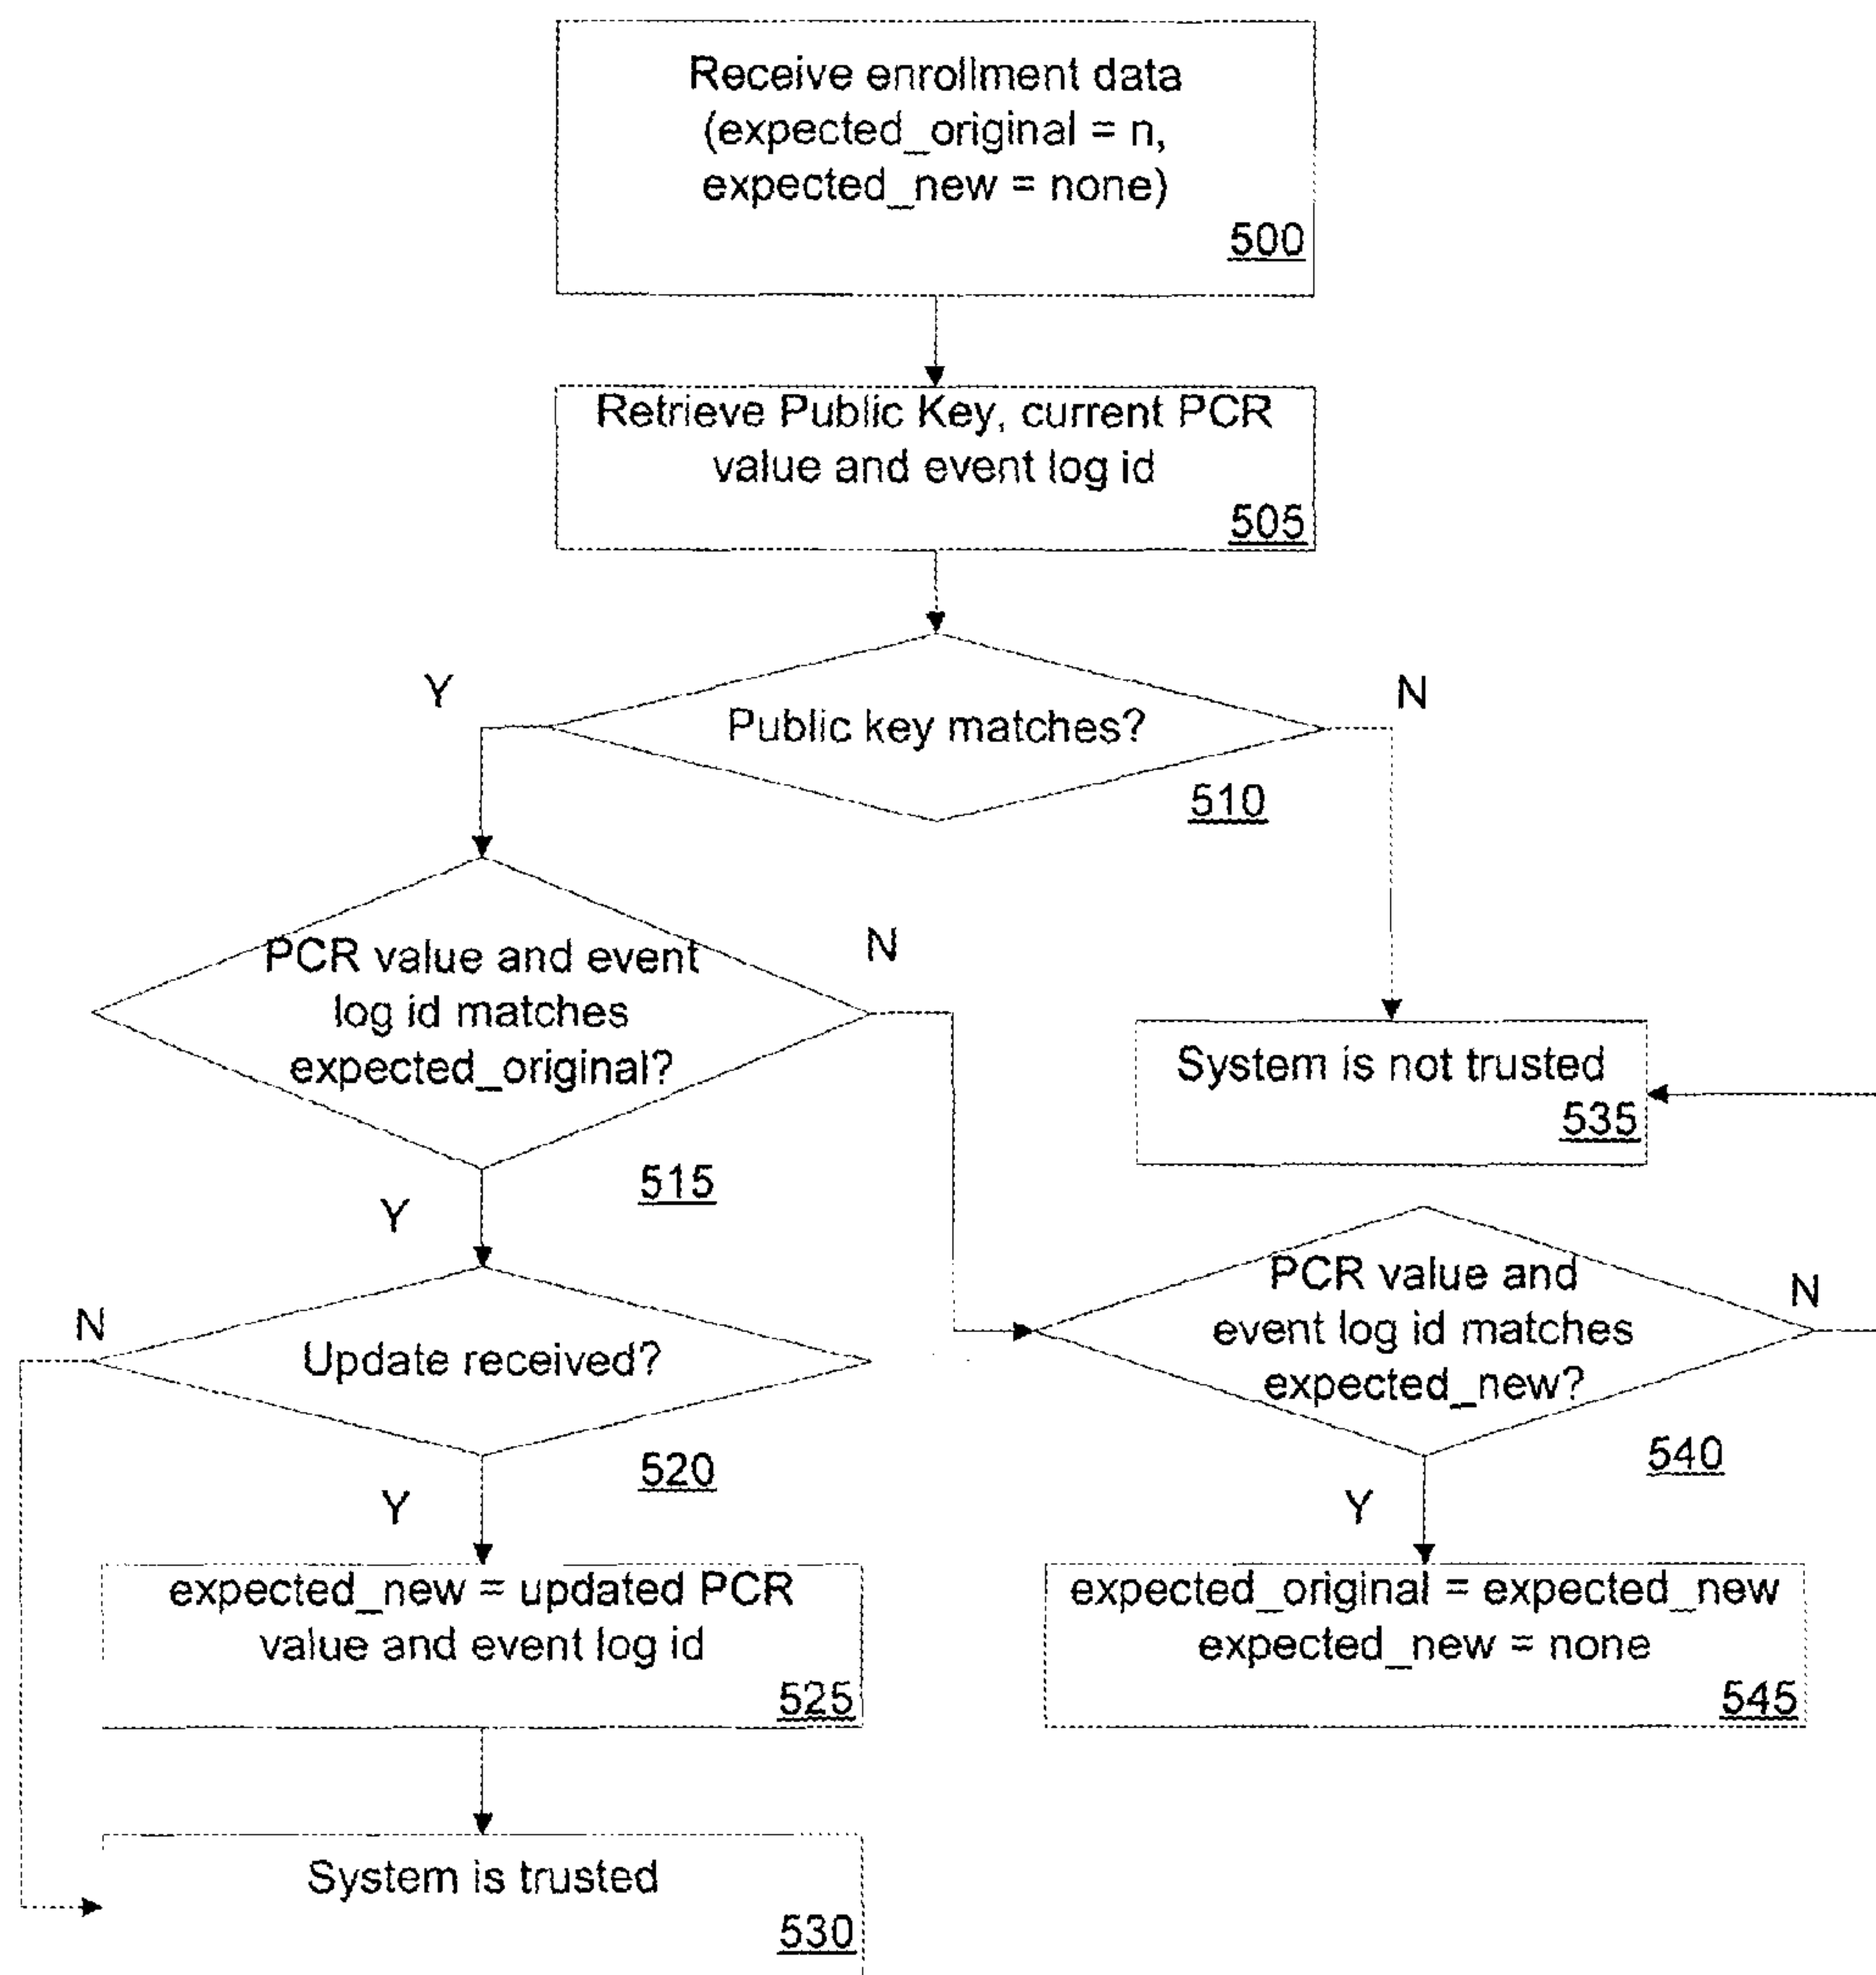 Receive enrollment data
(expected_original = n,
expected_new = none)
500
Retrieve Public Key, current PCR
value and event log id
505
Y
N
Public key matches?
510
PCR value and event
log id matches
expected_original?
N
515
Y
System is not trusted
535
N
Update received?
520
Y
PCR value and
event log id matches
expected_new?
N
540
Y
expected_new = updated PCR
value and event log id
525
expected_original = expected_new
expected_new = none
545
System is trusted
530